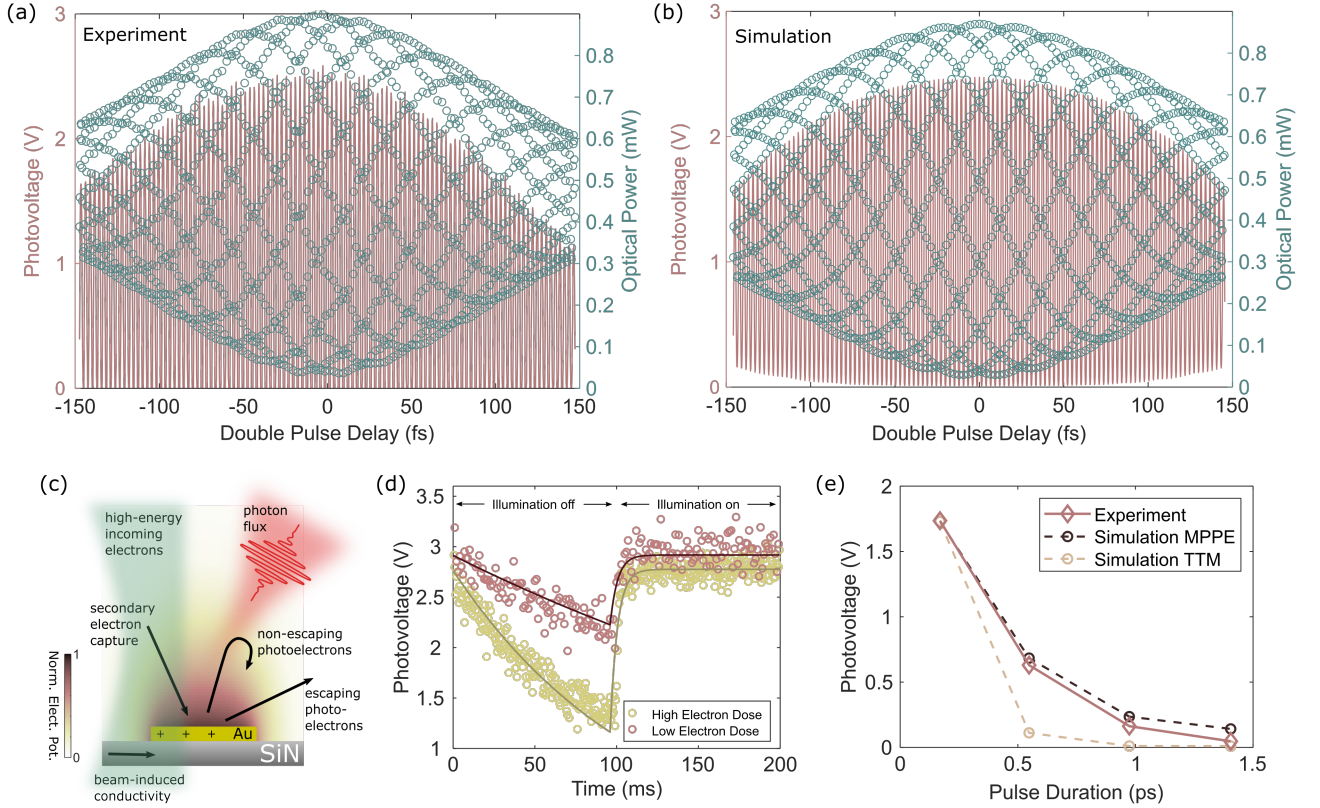 (a)
Experiment
Photovoltage (V)
3
2
1
0
Optical Power (mW)
0.8
0.7
0.6
0.5
0.4
0.3
0.2
0.1
0
-150 -100 -50 0 50 100 150
Double Pulse Delay (fs)
(b)
Simulation
Photovoltage (V)
3
2
1
0
Optical Power (mW)
0.8
0.7
0.6
0.5
0.4
0.3
0.2
0.1
0
-150 -100 -50 0 50 100 150
Double Pulse Delay (fs)
(c)
high-energy
incoming
electrons
photon
flux
secondary
electron
capture
non-escaping
photoelectrons
escaping
photo-
electrons
Norm. Elect. Pot.
1
0
+ + + Au
SiN
beam-induced
conductivity
(d)
Photovoltage (V)
3.5
3
2.5
2
1.5
1
Illumination off
Illumination on
High Electron Dose
Low Electron Dose
0 50 100 150 200
Time (ms)
(e)
Photovoltage (V)
2
1.5
1
0.5
0
Experiment
Simulation MPPE
Simulation TTM
0 0.5 1 1.5
Pulse Duration (ps)